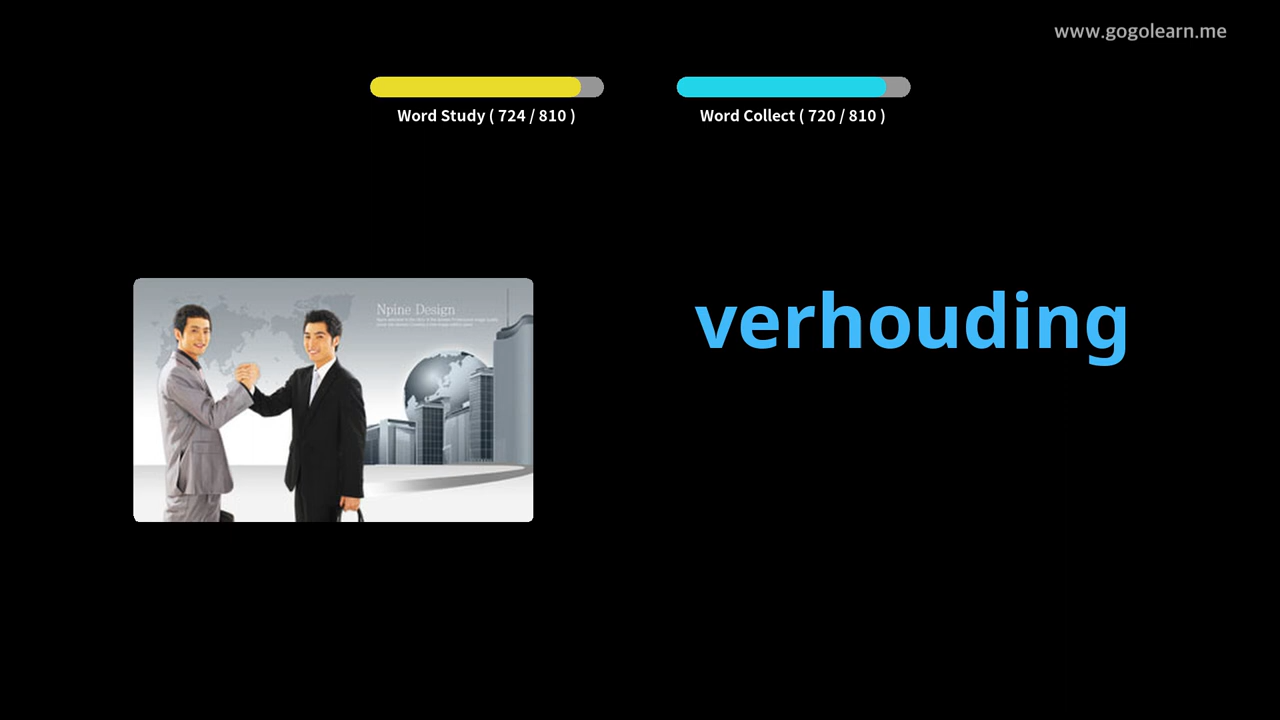 www.gogolearn.me
Word Study ( 724 / 810 )
Word Collect ( 720 / 810 )
Npine Design
verhouding